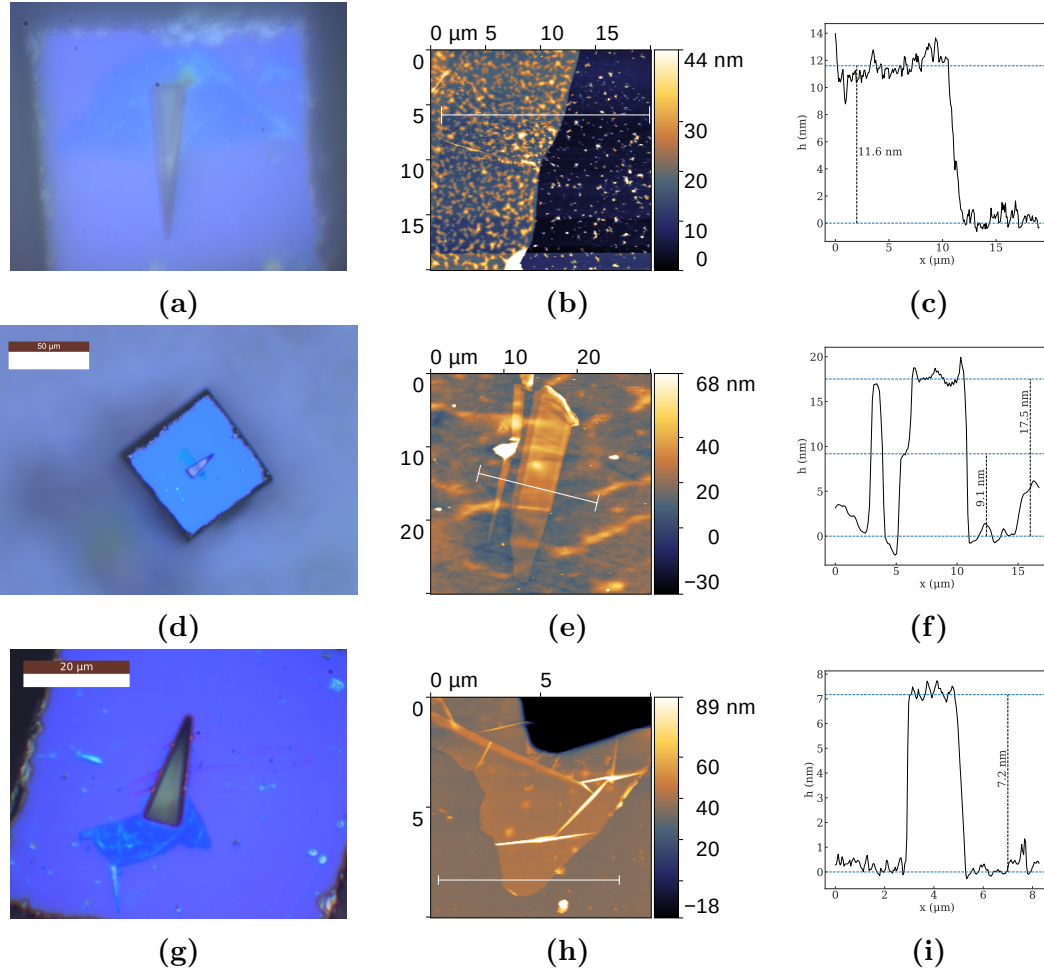 0 μm 5 10 15
0
5
10
15
44 nm
30
20
10
0
14
12
10
8
6
4
2
0
h (nm)
11.6 nm
0 5 10 15
x (μm)
(a) (b) (c)
50 μm
0 μm 10 20
0
10
20
68 nm
40
20
0
−30
20
15
10
5
0
h (nm)
17.5 nm
9.1 nm
0 5 10 15
x (μm)
(d) (e) (f)
20 μm
0 μm 5
0
5
89 nm
60
40
20
−18
8
7
6
5
4
3
2
1
0
h (nm)
7.2 nm
0 2 4 6 8
x (μm)
(g) (h) (i)